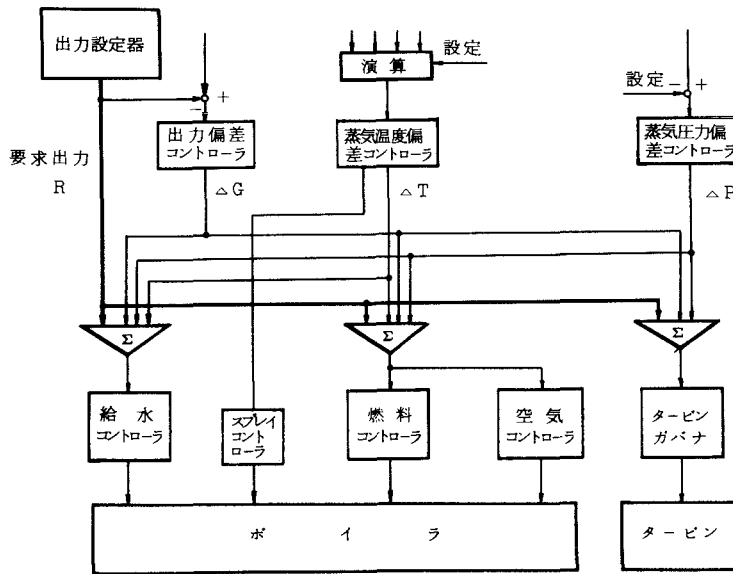 出力設定器
設定
演算
設定
+
−
− +
出力偏差
コントローラ
蒸気温度偏
差コントローラ
蒸気圧力偏
差コントローラ
要求出力
R
△G
△T
△P
Σ
Σ
Σ
給水
コントローラ
スプレイ
コント
ローラ
燃料
コントローラ
空気
コントローラ
タービン
ガバナ
ボイラ
タービン